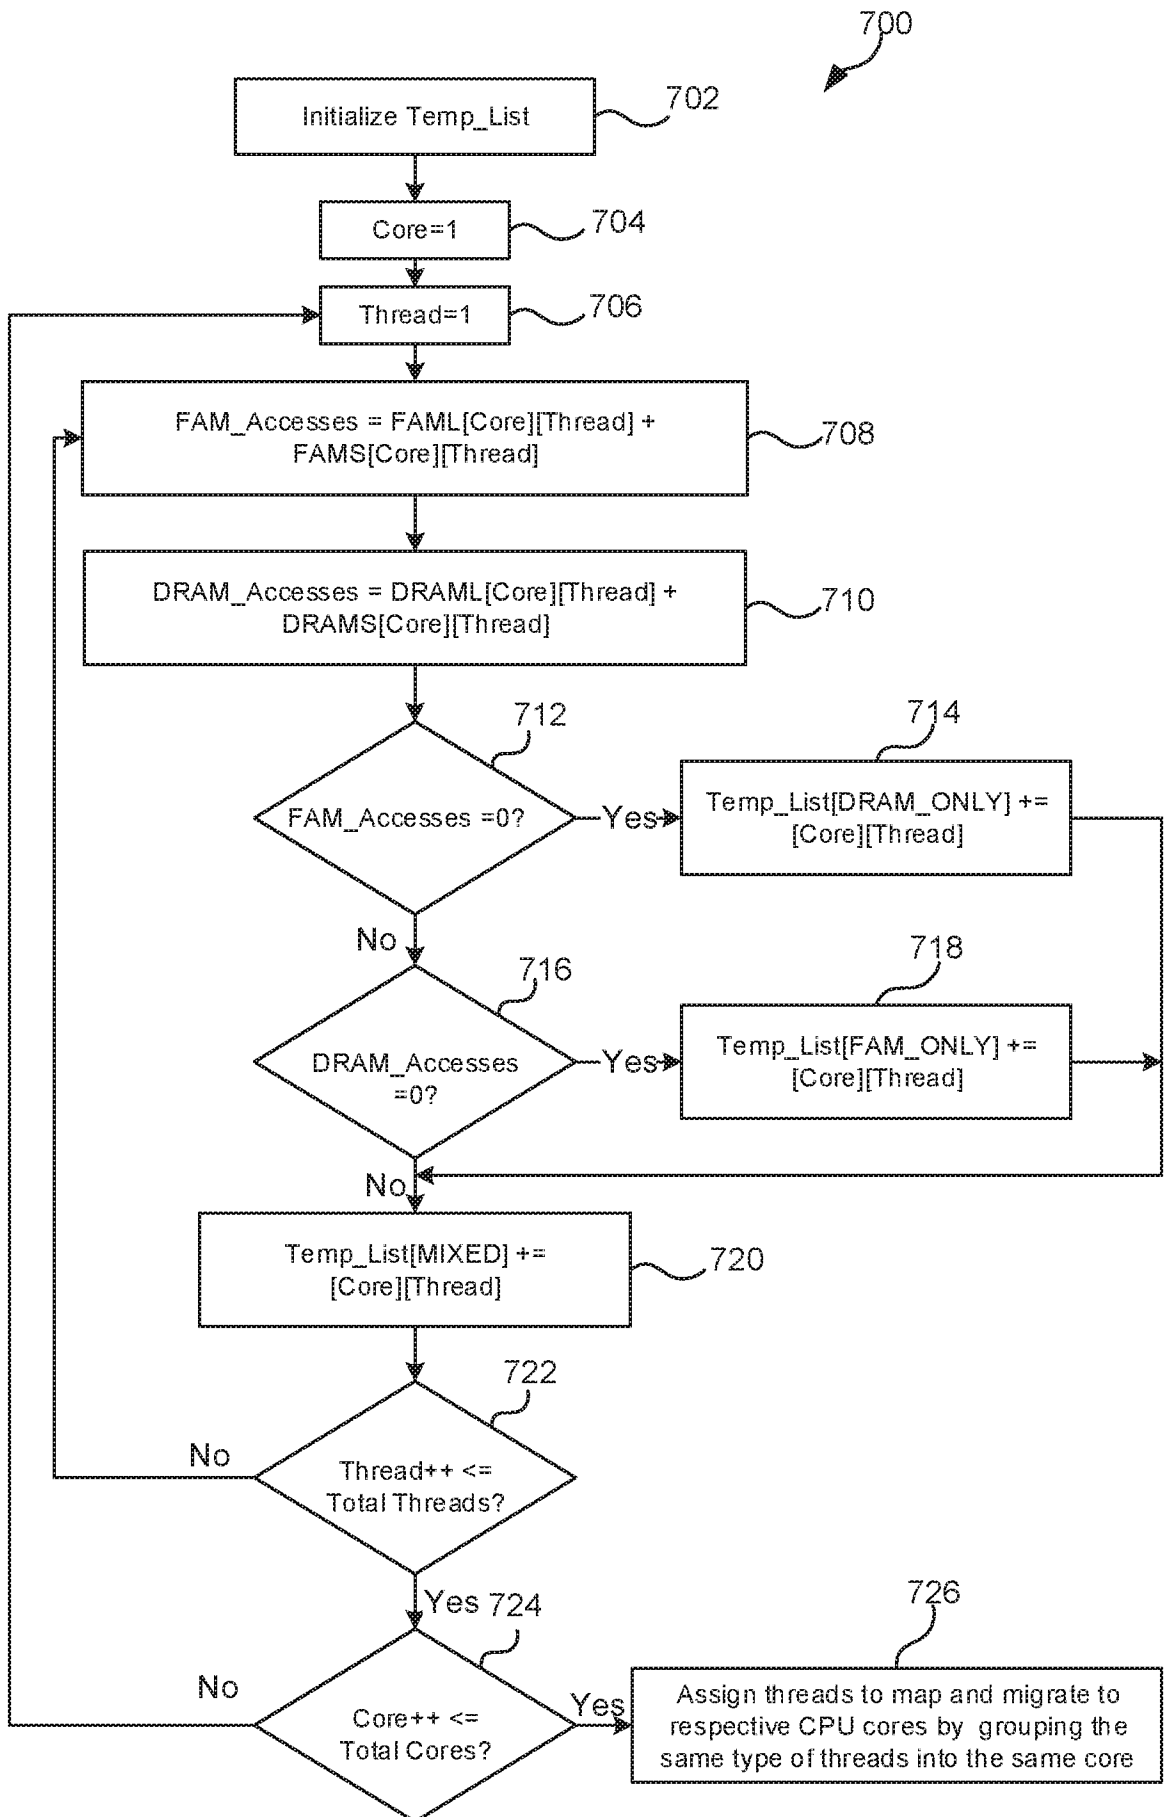 700
Initialize Temp_List
702
Core=1
704
Thread=1
706
FAM_Accesses = FAML[Core][Thread] +
FAMS[Core][Thread]
708
DRAM_Accesses = DRAML[Core][Thread] +
DRAMS[Core][Thread]
710
712
FAM_Accesses =0?
Yes
714
Temp_List[DRAM_ONLY] +=
[Core][Thread]
No
716
DRAM_Accesses
=0?
Yes
718
Temp_List[FAM_ONLY] +=
[Core][Thread]
No
Temp_List[MIXED] +=
[Core][Thread]
720
722
No
Thread++ <=
Total Threads?
Yes
724
No
Core++ <=
Total Cores?
Yes
726
Assign threads to map and migrate to
respective CPU cores by grouping the
same type of threads into the same core